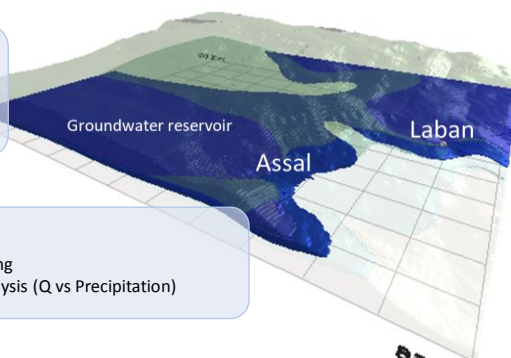 Groundwater reservoir
Laban
Assal
ng
ysis (Q vs Precipitation)